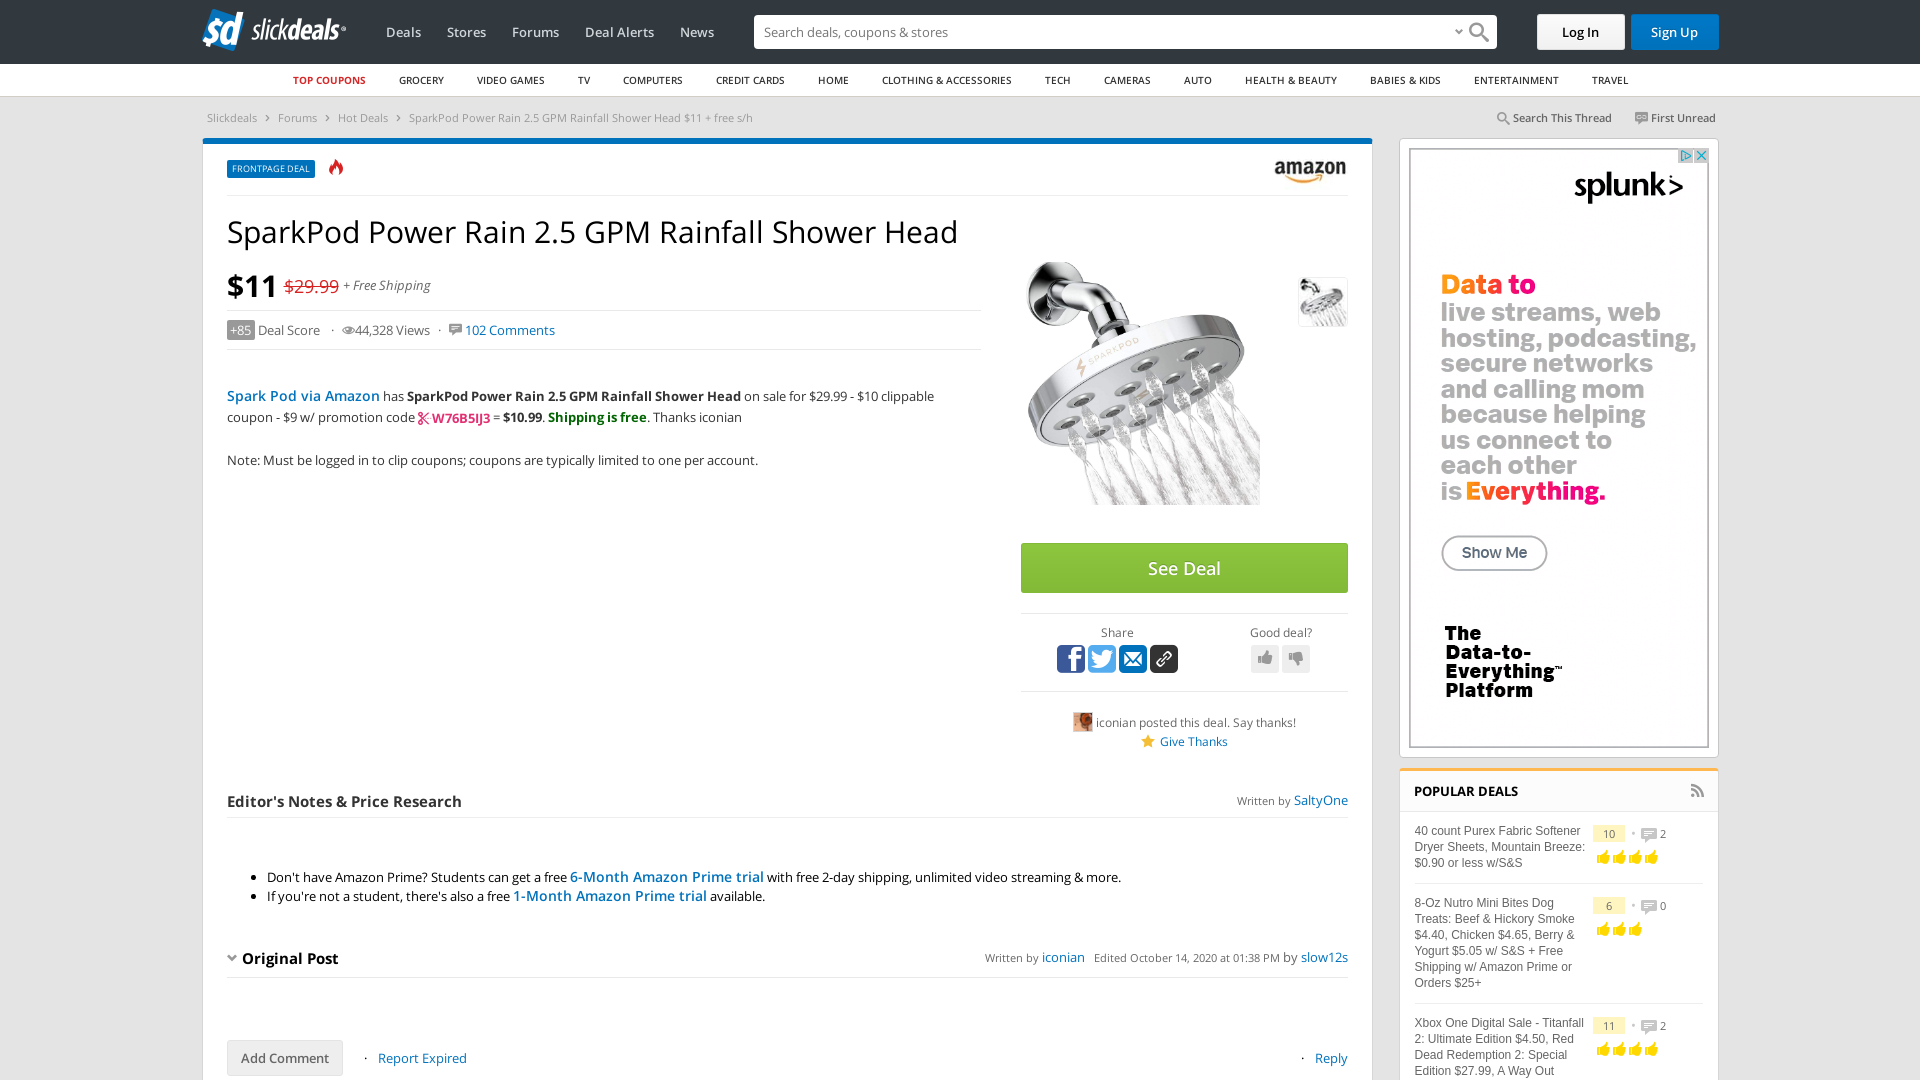 sd slickdeals
Deals Stores Forums Deal Alerts News
Search deals, coupons & stores
Log In Sign Up
TOP COUPONS GROCERY VIDEO GAMES TV COMPUTERS CREDIT CARDS HOME CLOTHING & ACCESSORIES TECH CAMERAS AUTO HEALTH & BEAUTY BABIES & KIDS ENTERTAINMENT TRAVEL
Slickdeals > Forums > Hot Deals > SparkPod Power Rain 2.5 GPM Rainfall Shower Head $11 + free s/h
Search This Thread First Unread
FRONTPAGE DEAL
amazon
SparkPod Power Rain 2.5 GPM Rainfall Shower Head
$11 $29.99 + Free Shipping
+85 Deal Score · 44,328 Views · 102 Comments
Spark Pod via Amazon has SparkPod Power Rain 2.5 GPM Rainfall Shower Head on sale for $29.99 - $10 clippable
coupon - $9 w/ promotion code W76B5IJ3 = $10.99. Shipping is free. Thanks iconian
Note: Must be logged in to clip coupons; coupons are typically limited to one per account.
SPARKPOD
See Deal
Share
Good deal?
iconian posted this deal. Say thanks!
Give Thanks
Editor's Notes & Price Research
Written by SaltyOne
Don't have Amazon Prime? Students can get a free 6-Month Amazon Prime trial with free 2-day shipping, unlimited video streaming & more.
If you're not a student, there's also a free 1-Month Amazon Prime trial available.
Original Post
Written by iconian Edited October 14, 2020 at 01:38 PM by slow12s
Add Comment · Report Expired
· Reply
splunk>
Data to
live streams, web
hosting, podcasting,
secure networks
and calling mom
because helping
us connect to
each other
is Everything.
Show Me
The
Data-to-
Everything™
Platform
POPULAR DEALS
40 count Purex Fabric Softener
Dryer Sheets, Mountain Breeze:
$0.90 or less w/S&S
10 • 2
8-Oz Nutro Mini Bites Dog
Treats: Beef & Hickory Smoke
$4.40, Chicken $4.65, Berry &
Yogurt $5.05 w/ S&S + Free
Shipping w/ Amazon Prime or
Orders $25+
6 • 0
Xbox One Digital Sale - Titanfall
2: Ultimate Edition $4.50, Red
Dead Redemption 2: Special
Edition $27.99, A Way Out
11 • 2